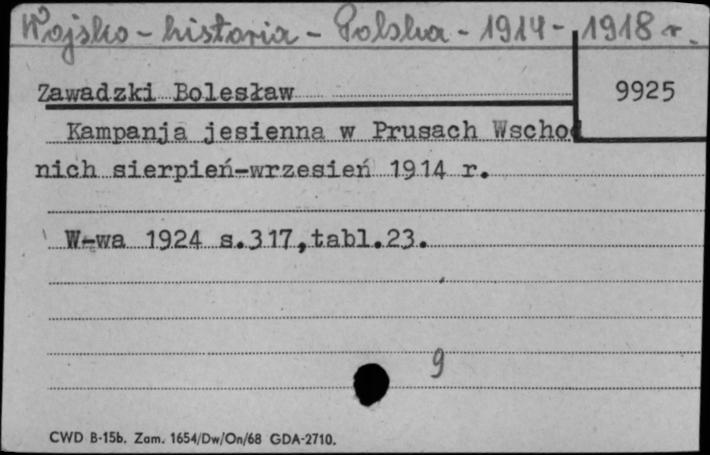 Wojsko - historia - Polska - 1914 - 1918 r.
9925
Zawadzki Bolesław
Kampanja jesienna w Prusach Wschod
nich sierpień-wrzesień 1914 r.
W-wa 1924 s.317,tabl.23.
9
CWD B-15b. Zam. 1654/Dw/On/68 GDA-2710.